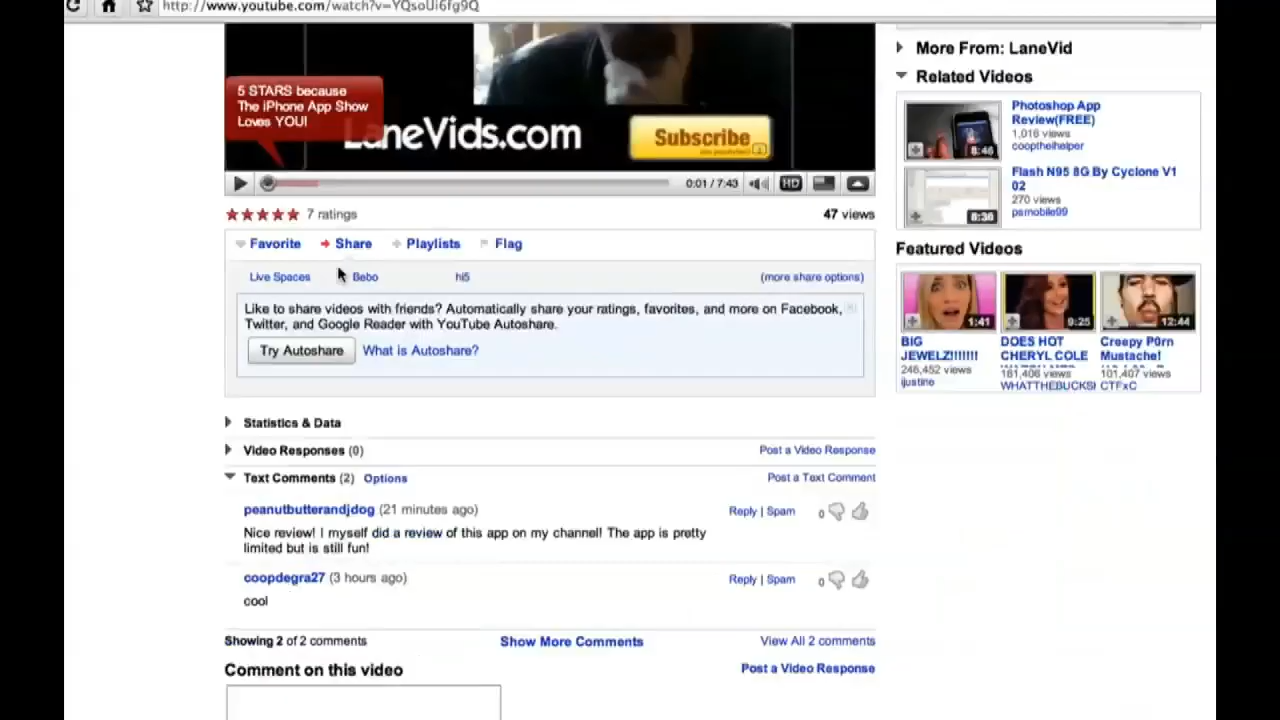 http://www.youtube.com/watch?v=YQsoUi6fg9Q
5 STARS because
The iPhone App Show
Loves YOU!
LaneVids.com
Subscribe
0:01 / 7:43
HD
7 ratings
47 views
Favorite
Share
Playlists
Flag
Live Spaces
Bebo
hi5
(more share options)
Like to share videos with friends? Automatically share your ratings, favorites, and more on Facebook,
Twitter, and Google Reader with YouTube Autoshare.
Try Autoshare
What is Autoshare?
Statistics & Data
Video Responses (0)
Post a Video Response
Text Comments (2)
Options
Post a Text Comment
peanutbutterandjdog (21 minutes ago)
Reply | Spam
0
Nice review! I myself did a review of this app on my channel! The app is pretty
limited but is still fun!
coopdegra27 (3 hours ago)
Reply | Spam
0
cool
Showing 2 of 2 comments
Show More Comments
View All 2 comments
Comment on this video
Post a Video Response
More From: LaneVid
Related Videos
8:46
Photoshop App
Review(FREE)
1,016 views
cooptheihelper
8:36
Flash N95 8G By Cyclone V1
02
270 views
psmobile99
Featured Videos
1:41
9:25
12:44
BIG
JEWELZ!!!!!!!
246,452 views
ijustine
DOES HOT
CHERYL COLE
161,406 views
WHATTHEBUCKS
Creepy P0rn
Mustache!
101,407 views
CTFxC